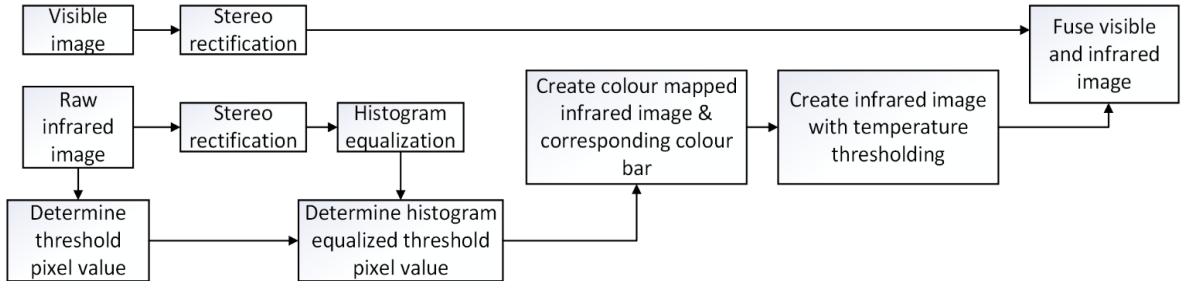 Visible
image
Stereo
rectification
Fuse visible
and infrared
image
Raw
infrared
image
Stereo
rectification
Histogram
equalization
Create colour mapped
infrared image &
corresponding colour
bar
Create infrared image
with temperature
thresholding
Determine
threshold
pixel value
Determine histogram
equalized threshold
pixel value